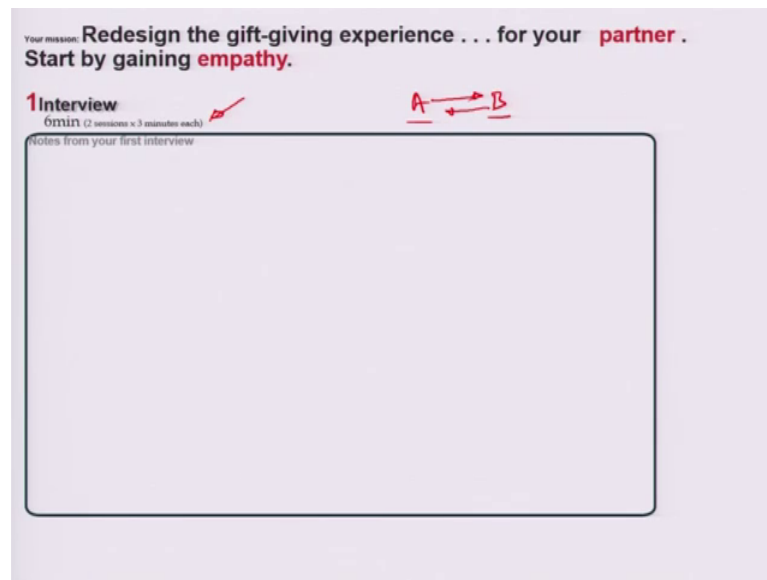 Your mission: Redesign the gift-giving experience . . . for your partner .
Start by gaining empathy.
1 Interview
A B
6min (2 sessions x 3 minutes each)
Notes from your first interview